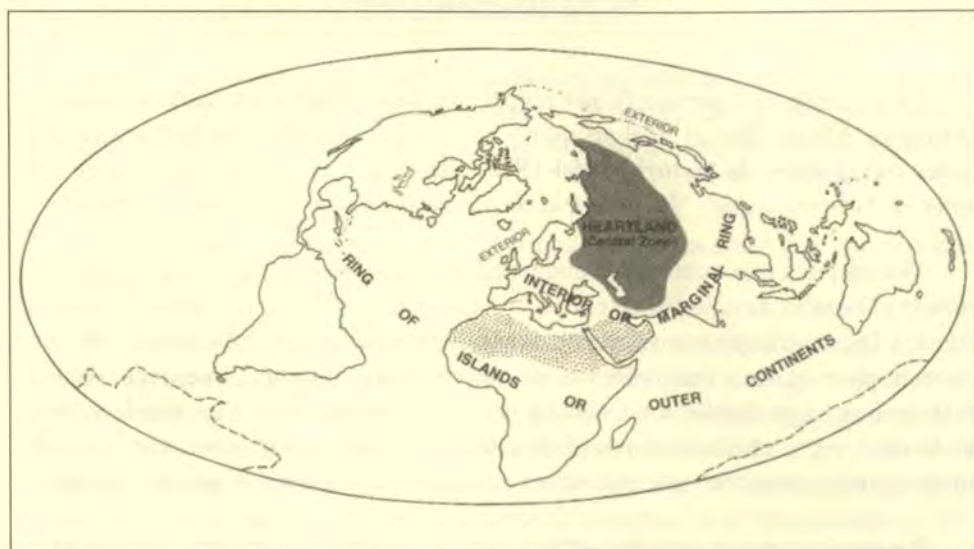 EXTERIOR
EXTERIOR
HEARTLAND
(Central Zone)
INTERIOR OR MARGINAL RING
RING OF ISLANDS OR OUTER CONTINENTS